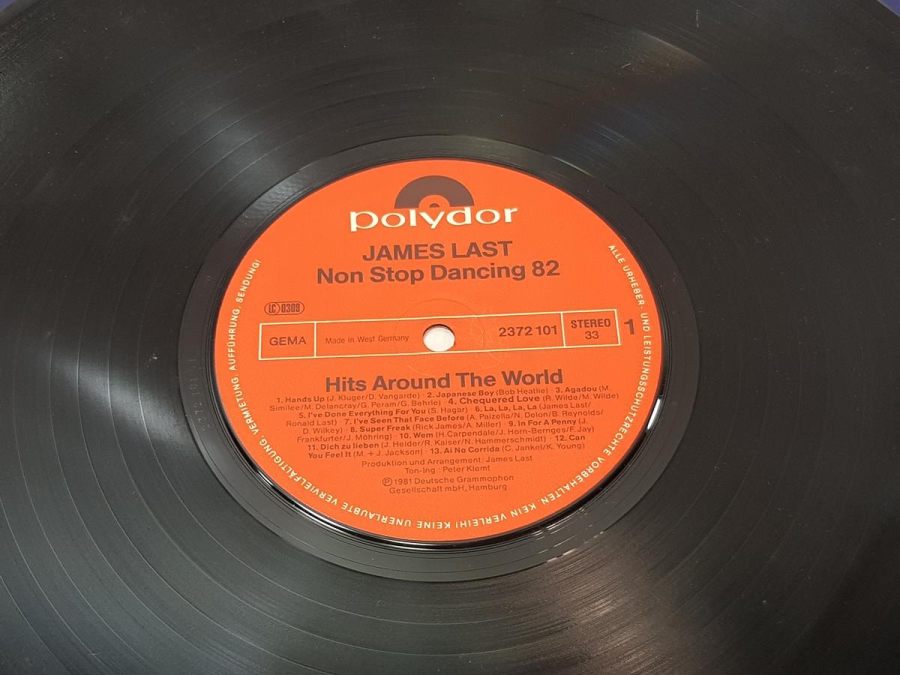 polydor
JAMES LAST
Non Stop Dancing 82
LC 0309
GEMA Made in West Germany 2372 101 STEREO 33 1
Hits Around The World
1. Hands Up (J. Kluger/D. Vangarde) · 2. Japanese Boy (Bob Heatlie) · 3. Agadou (M.
Similee/M. Delancray/G. Peram/G. Behrle) · 4. Chequered Love (R. Wilde/M. Wilde)
5. I've Done Everything For You (S. Hagar) · 6. La, La, La, La (James Last/
Ronald Last) · 7. I've Seen That Face Before (A. Piazella/N. Delon/B. Reynolds/
D. Wilkey) · 8. Super Freak (Rick James/A. Miller) · 9. In For A Penny (J.
Frankfurter/J. Möhring) · 10. Wem (H. Carpendale/J. Horn-Bernges/F. Jay)
11. Dich zu lieben (J. Heider/R. Kaiser/N. Hammerschmidt) · 12. Can
You Feel It (M. + J. Jackson) · 13. Ai No Corrida (C. Jankel/K. Young)
Produktion und Arrangement: James Last
Ton-Ing.: Peter Klemt
℗ 1981 Deutsche Grammophon
Gesellschaft mbH, Hamburg
ALLE URHEBER- UND LEISTUNGSSCHUTZRECHTE VORBEHALTEN. KEIN VERLEIH! KEINE UNERLAUBTE VERVIELFÄLTIGUNG, VERMIETUNG, AUFFÜHRUNG, SENDUNG!